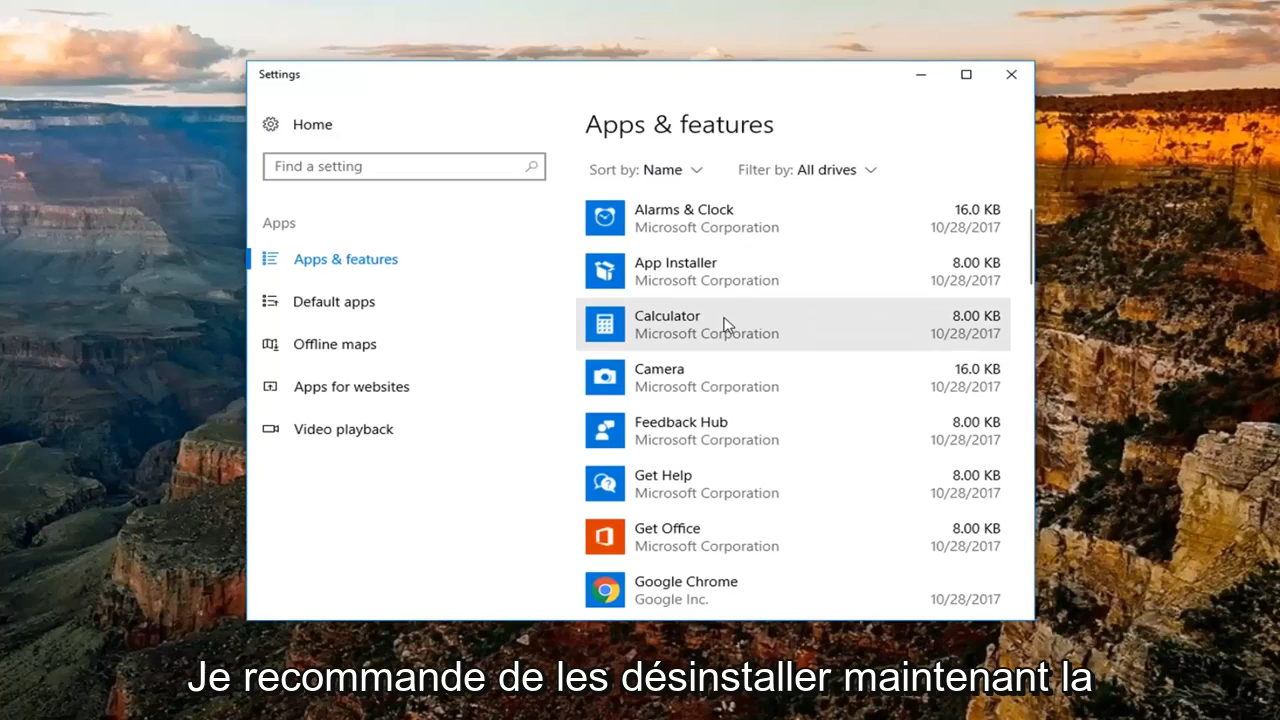 Settings
Home
Find a setting
Apps
Apps & features
Default apps
Offline maps
Apps for websites
Video playback
Apps & features
Sort by: Name Filter by: All drives
Alarms & Clock 16.0 KB
Microsoft Corporation 10/28/2017
App Installer 8.00 KB
Microsoft Corporation 10/28/2017
Calculator 8.00 KB
Microsoft Corporation 10/28/2017
Camera 16.0 KB
Microsoft Corporation 10/28/2017
Feedback Hub 8.00 KB
Microsoft Corporation 10/28/2017
Get Help 8.00 KB
Microsoft Corporation 10/28/2017
Get Office 8.00 KB
Microsoft Corporation 10/28/2017
Google Chrome
Google Inc. 10/28/2017
Je recommande de les désinstaller maintenant la